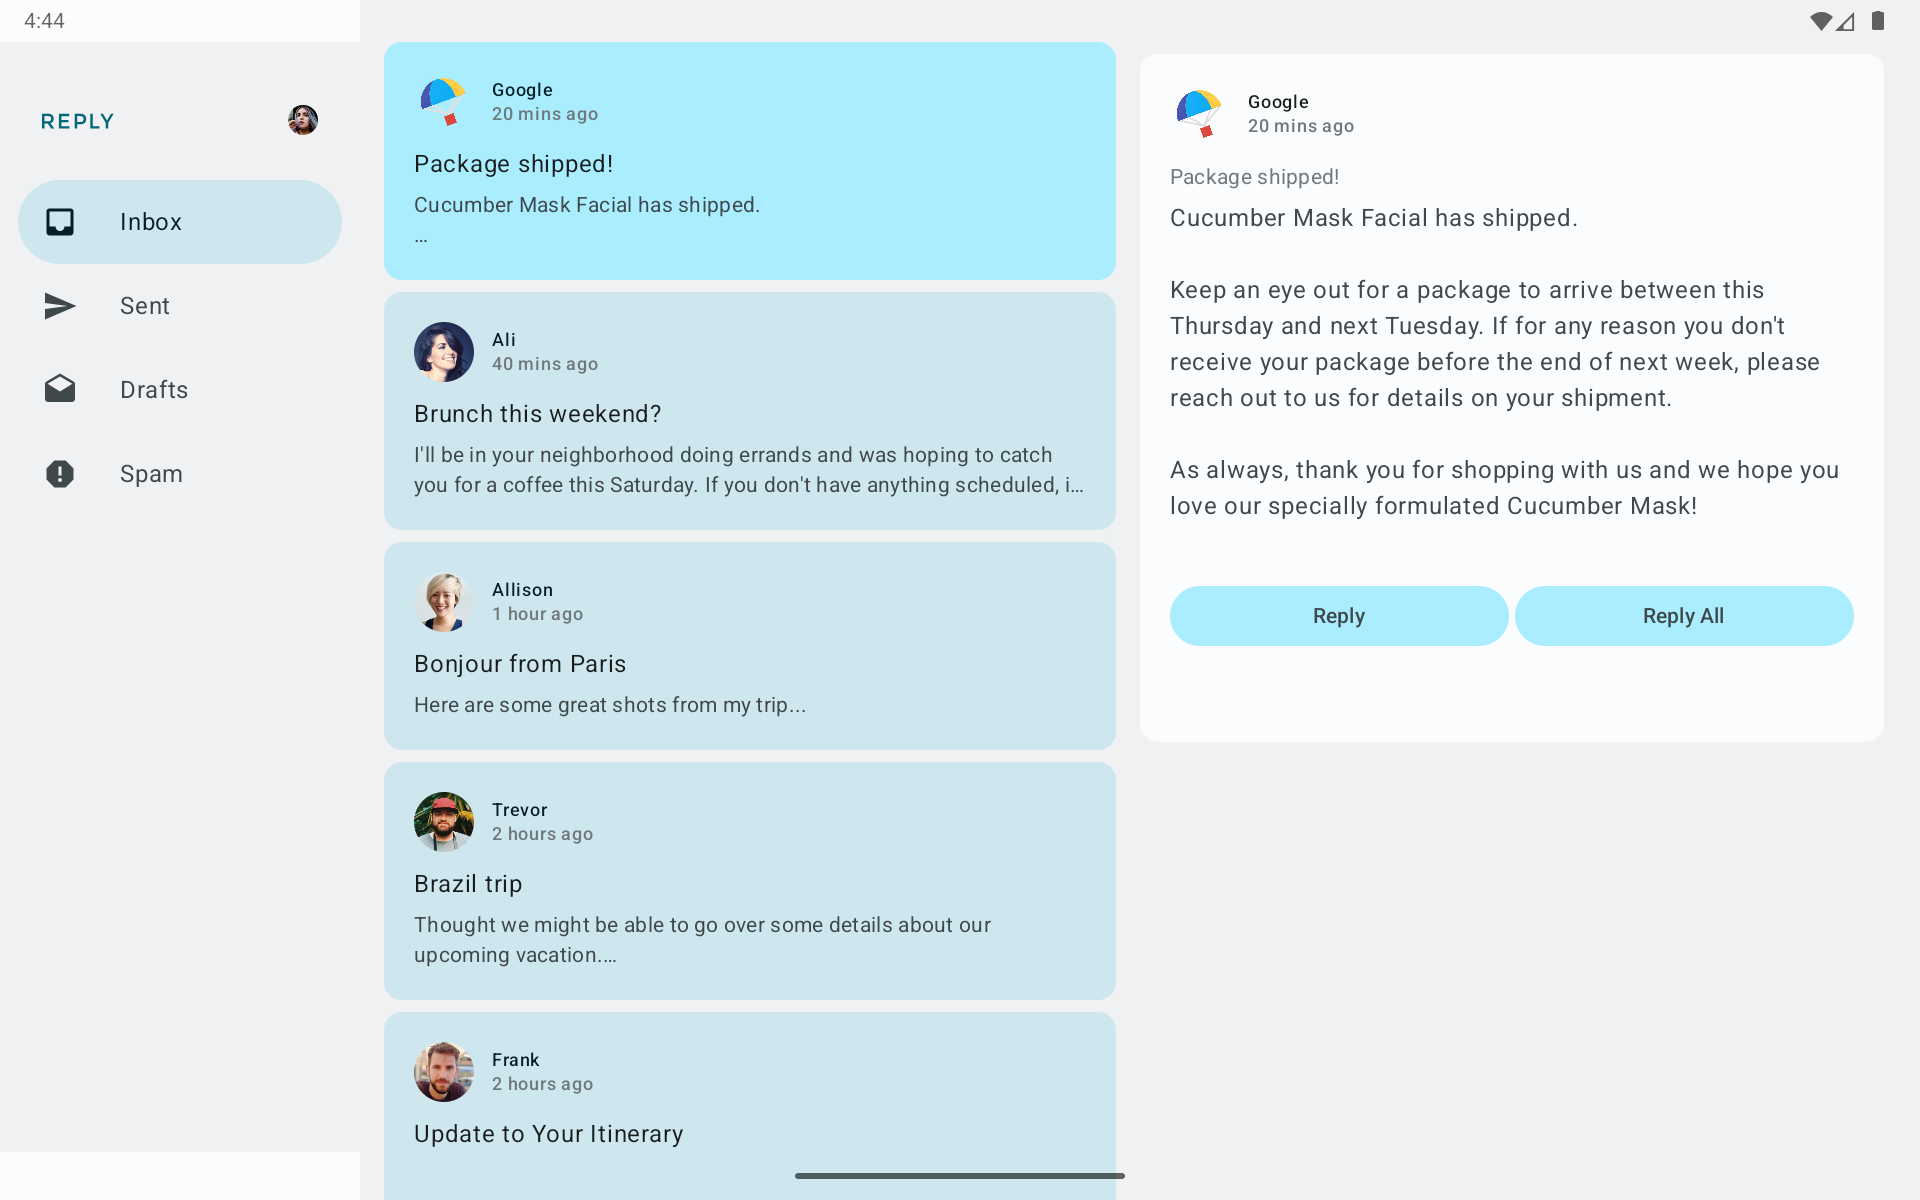 4:44
REPLY
Inbox
Sent
Drafts
Spam
Google
20 mins ago
Package shipped!
Cucumber Mask Facial has shipped.
…
Ali
40 mins ago
Brunch this weekend?
I'll be in your neighborhood doing errands and was hoping to catch
you for a coffee this Saturday. If you don't have anything scheduled, i…
Allison
1 hour ago
Bonjour from Paris
Here are some great shots from my trip...
Trevor
2 hours ago
Brazil trip
Thought we might be able to go over some details about our
upcoming vacation.…
Frank
2 hours ago
Update to Your Itinerary
Google
20 mins ago
Package shipped!
Cucumber Mask Facial has shipped.
Keep an eye out for a package to arrive between this
Thursday and next Tuesday. If for any reason you don't
receive your package before the end of next week, please
reach out to us for details on your shipment.
As always, thank you for shopping with us and we hope you
love our specially formulated Cucumber Mask!
Reply
Reply All